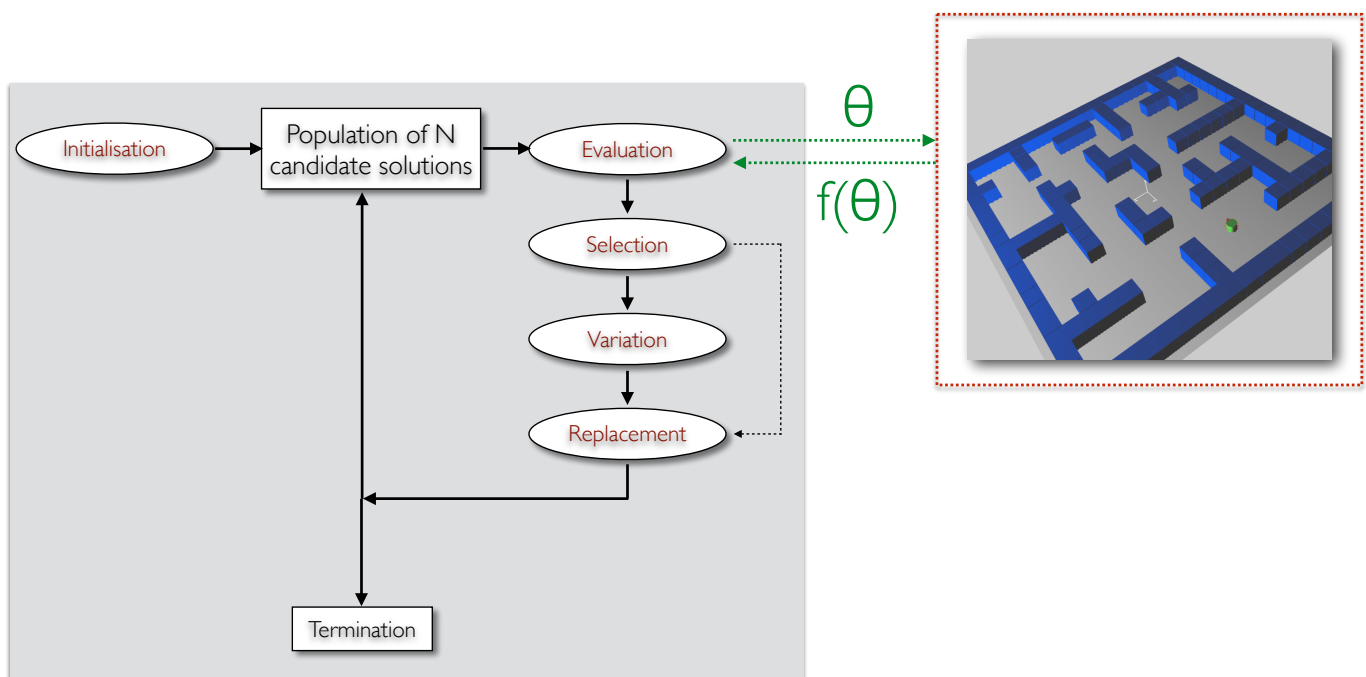 Initialisation
Population of N
candidate solutions
Evaluation
θ
f(θ)
Selection
Variation
Replacement
Termination